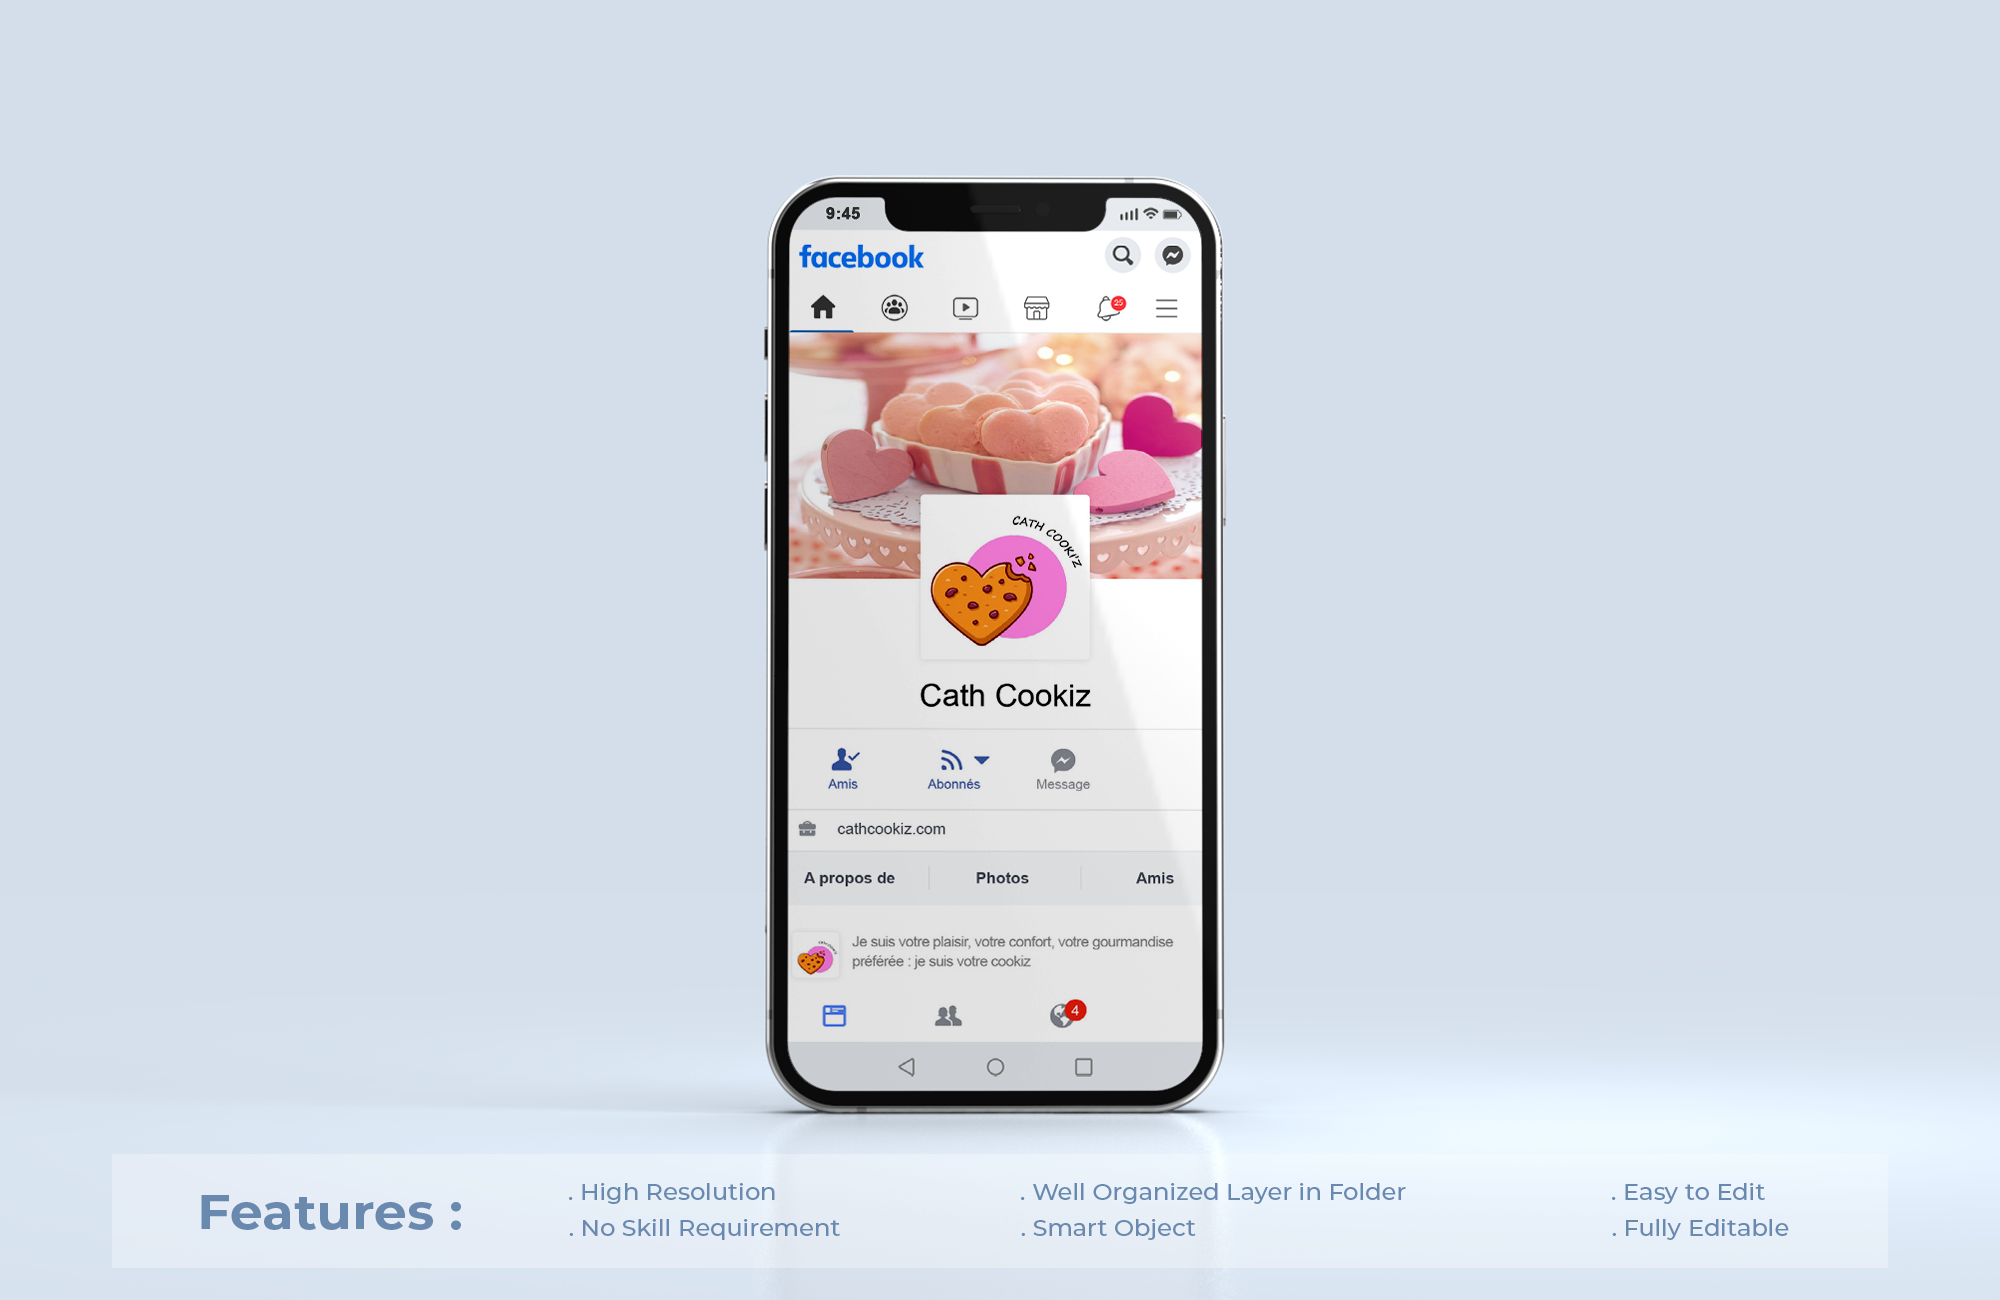 9:45
facebook
25
CATH COOKI'Z
Cath Cookiz
Amis
Abonnés
Message
cathcookiz.com
A propos de
Photos
Amis
Je suis votre plaisir, votre confort, votre gourmandise
préférée : je suis votre cookiz
4
Features :
. High Resolution
. No Skill Requirement
. Well Organized Layer in Folder
. Smart Object
. Easy to Edit
. Fully Editable